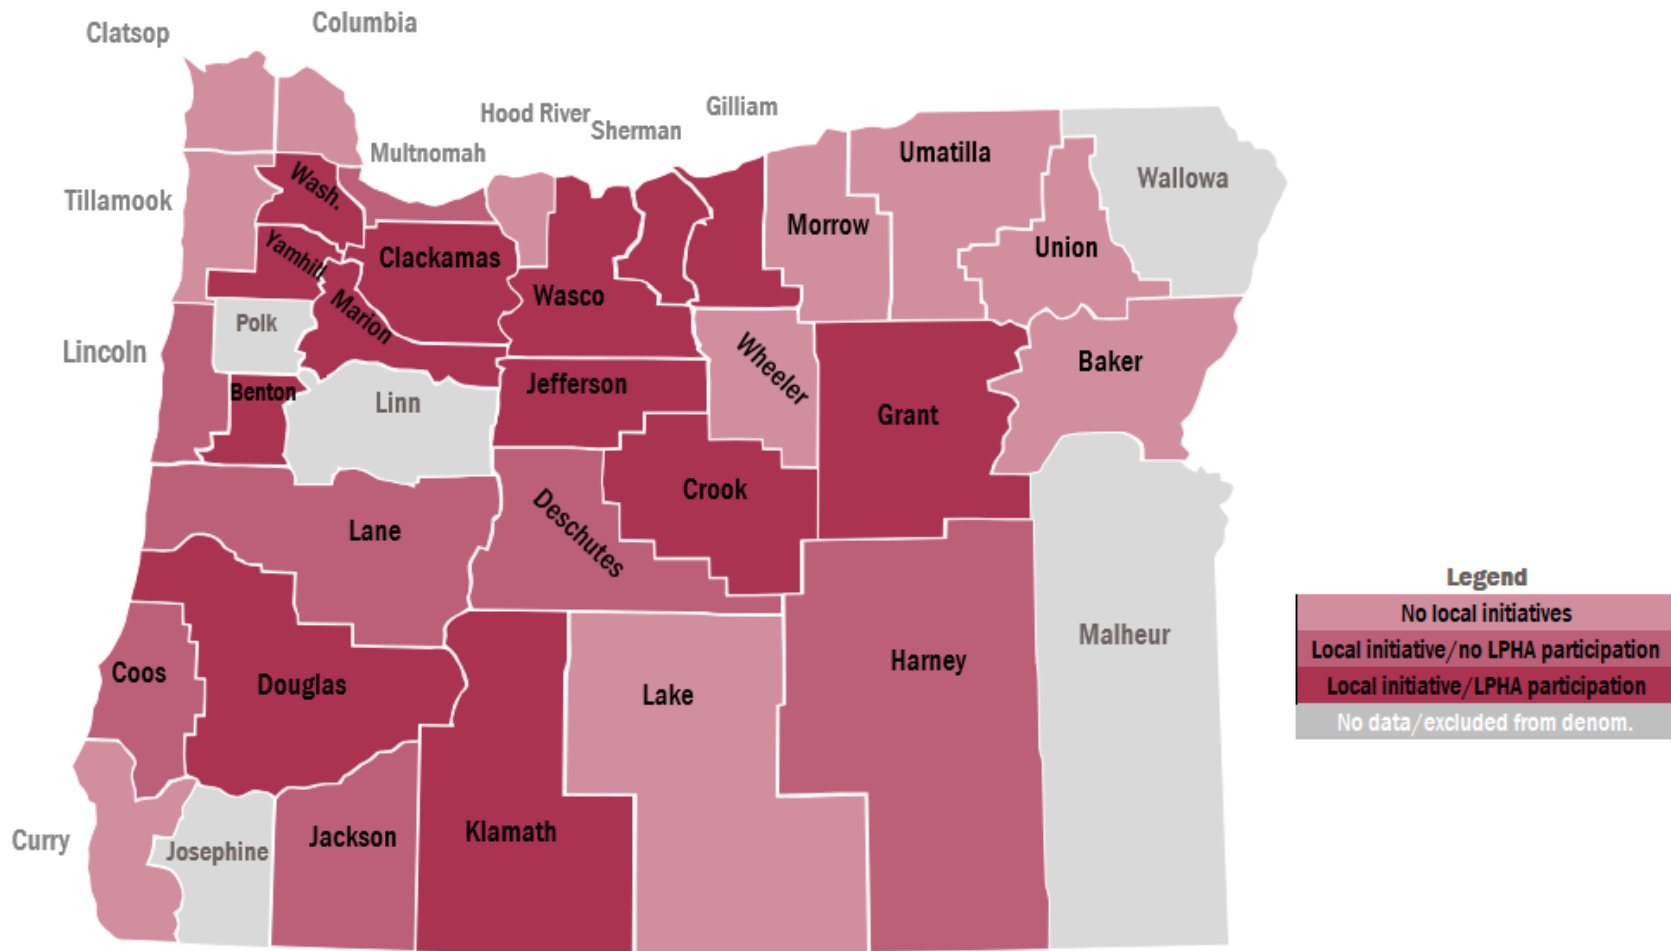 Columbia
Clatsop
Hood River
Gilliam
Sherman
Multnomah
Umatilla
Wallowa
Wash.
Tillamook
Morrow
Union
Yamhill
Clackamas
Wasco
Marion
Polk
Lincoln
Wheeler
Baker
Jefferson
Benton
Linn
Grant
Crook
Deschutes
Lane
Legend
No local initiatives
Local initiative/no LPHA participation
Local initiative/LPHA participation
No data/excluded from denom.
Malheur
Harney
Coos
Douglas
Lake
Klamath
Jackson
Curry
Josephine